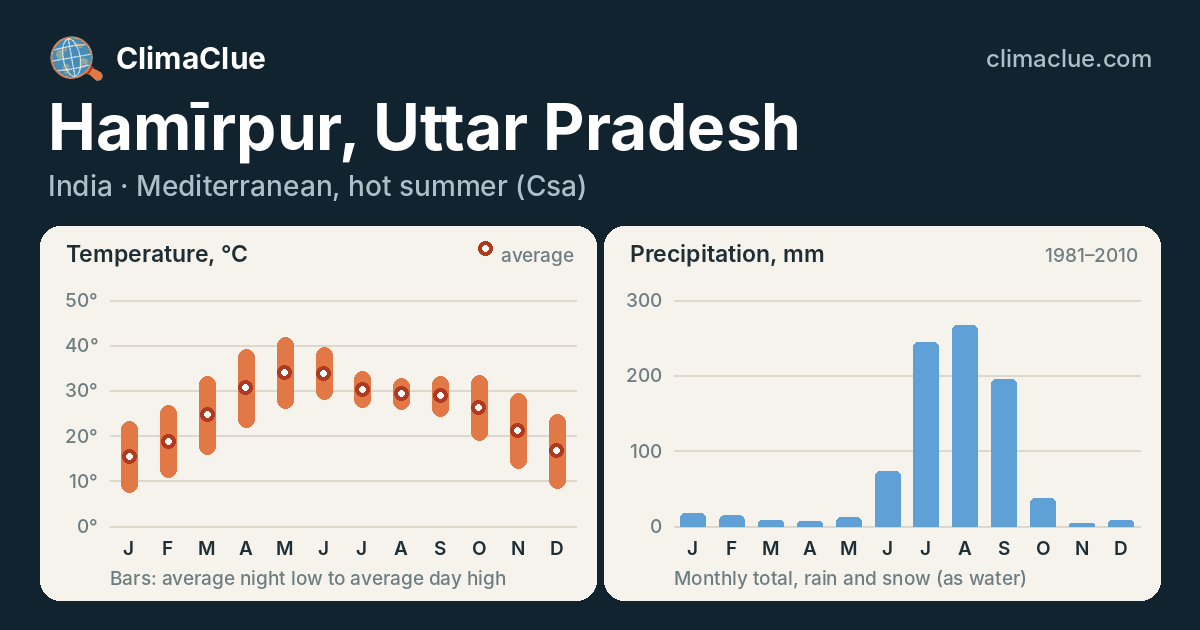 ClimaClue
climaclue.com
Hamīrpur, Uttar Pradesh
India · Mediterranean, hot summer (Csa)
Temperature, °C
average
50°
40°
30°
20°
10°
0°
J F M A M J J A S O N D
Bars: average night low to average day high
Precipitation, mm
1981–2010
300
200
100
0
J F M A M J J A S O N D
Monthly total, rain and snow (as water)